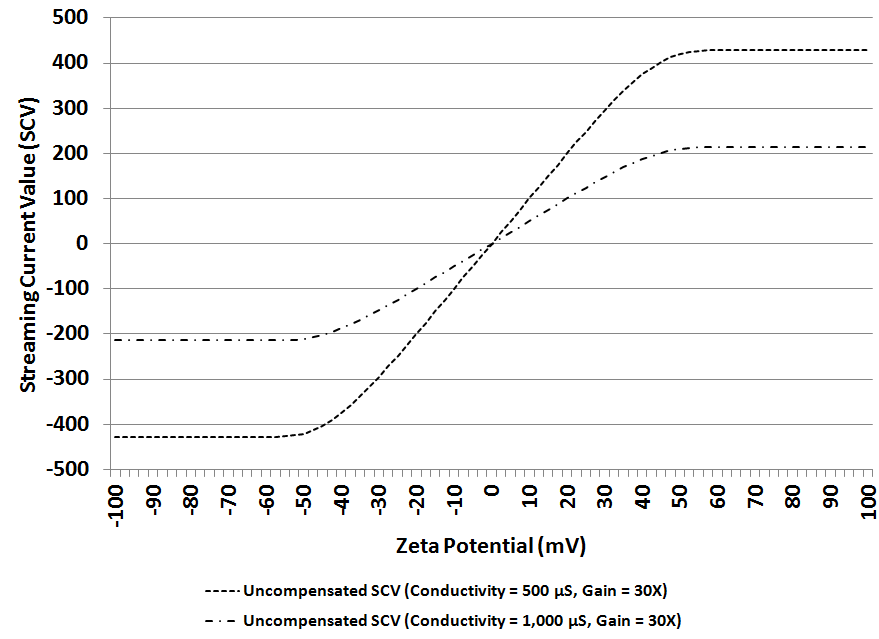 500
400
300
200
100
0
-100
-200
-300
-400
-500
Streaming Current Value (SCV)
-100 -90 -80 -70 -60 -50 -40 -30 -20 -10 0 10 20 30 40 50 60 70 80 90 100
Zeta Potential (mV)
Uncompensated SCV (Conductivity = 500 µS, Gain = 30X)
Uncompensated SCV (Conductivity = 1,000 µS, Gain = 30X)